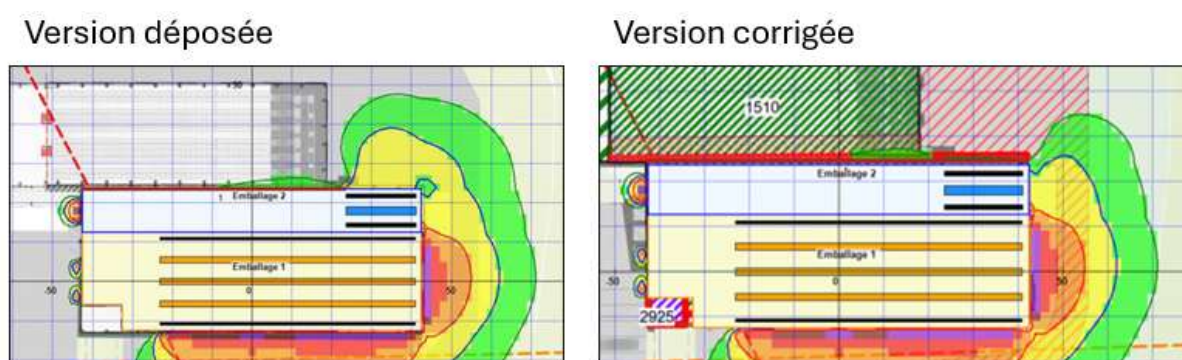 Version déposée
Version corrigée
1510
Emballage 2
Emballage 1
-50
0
50
Emballage 2
Emballage 1
-50
0
50
2925